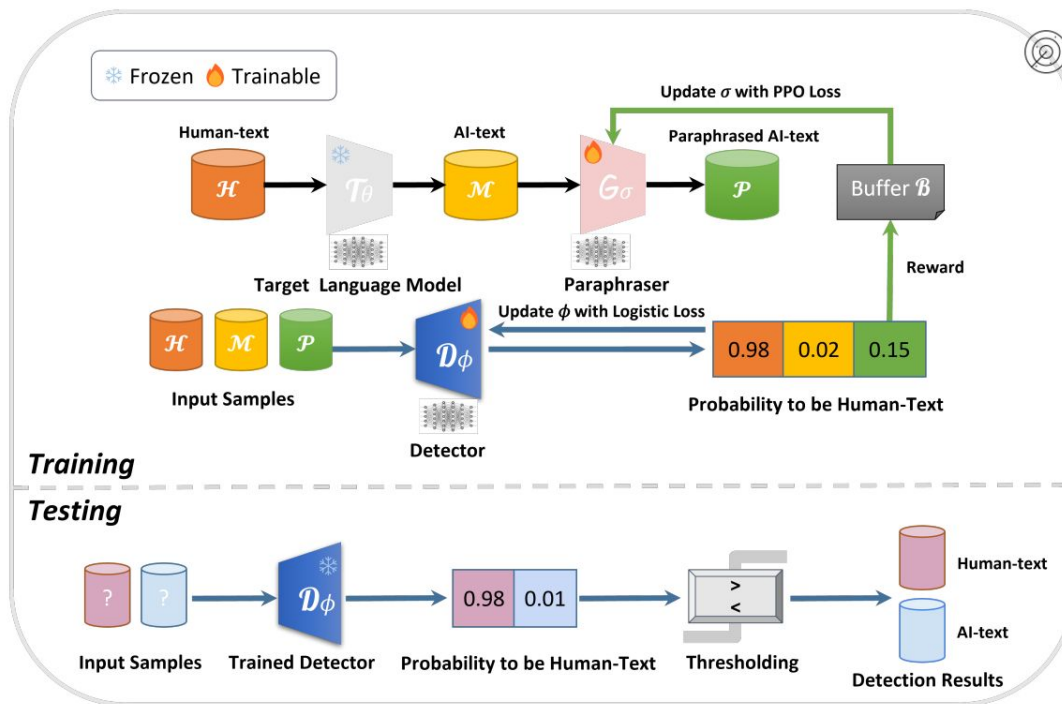 Frozen Trainable
Update σ with PPO Loss
Human-text
AI-text
Paraphrased AI-text
ℋ
𝒯θ
ℳ
𝒢σ
𝒫
Buffer ℬ
Target Language Model
Paraphraser
Reward
Update ϕ with Logistic Loss
ℋ
ℳ
𝒫
𝒟ϕ
0.98 0.02 0.15
Input Samples
Probability to be Human-Text
Detector
Training
Testing
? ?
𝒟ϕ
0.98 0.01
>
<
Human-text
AI-text
Input Samples
Trained Detector
Probability to be Human-Text
Thresholding
Detection Results